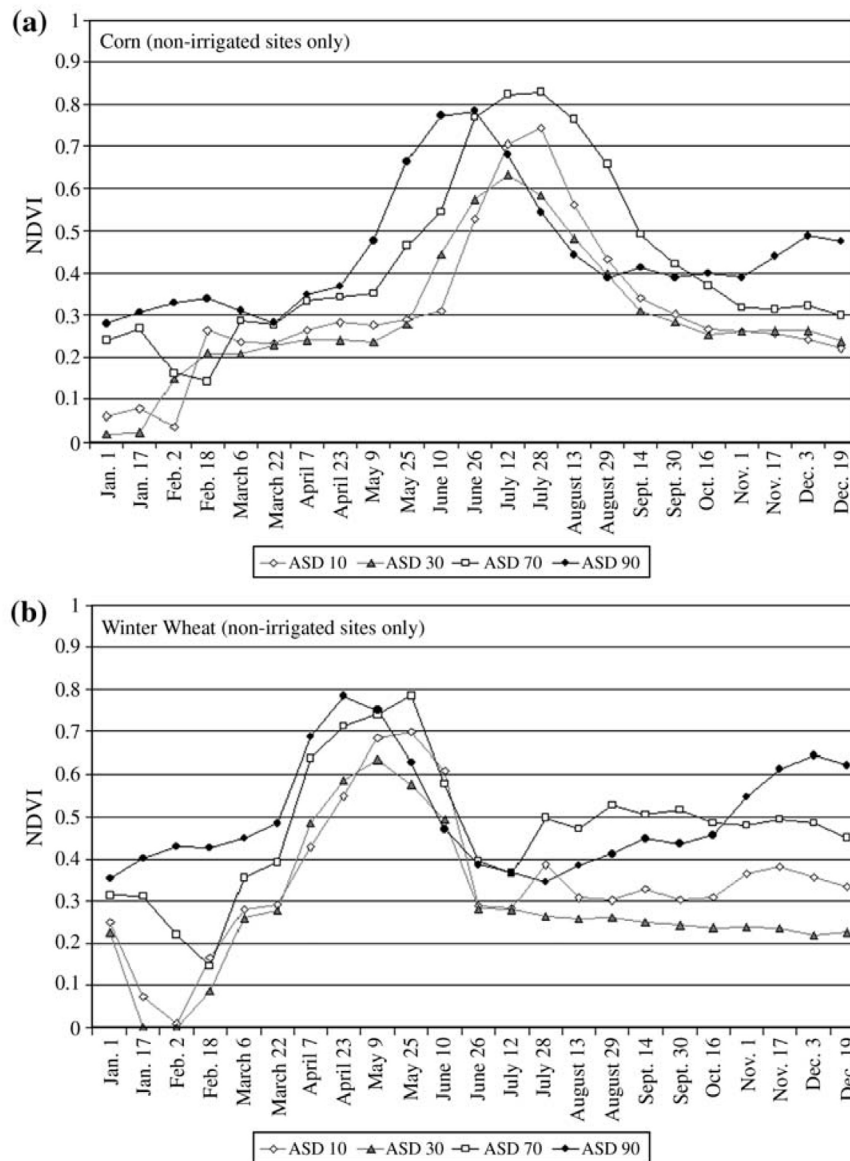 (a)
Corn (non-irrigated sites only)
1
0.9
0.8
0.7
0.6
0.5
0.4
0.3
0.2
0.1
0
NDVI
Jan. 1
Jan. 17
Feb. 2
Feb. 18
March 6
March 22
April 7
April 23
May 9
May 25
June 10
June 26
July 12
July 28
August 13
August 29
Sept. 14
Sept. 30
Oct. 16
Nov. 1
Nov. 17
Dec. 3
Dec. 19
ASD 10 ASD 30 ASD 70 ASD 90
(b)
Winter Wheat (non-irrigated sites only)
1
0.9
0.8
0.7
0.6
0.5
0.4
0.3
0.2
0.1
0
NDVI
Jan. 1
Jan. 17
Feb. 2
Feb. 18
March 6
March 22
April 7
April 23
May 9
May 25
June 10
June 26
July 12
July 28
August 13
August 29
Sept. 14
Sept. 30
Oct. 16
Nov. 1
Nov. 17
Dec. 3
Dec. 19
ASD 10 ASD 30 ASD 70 ASD 90